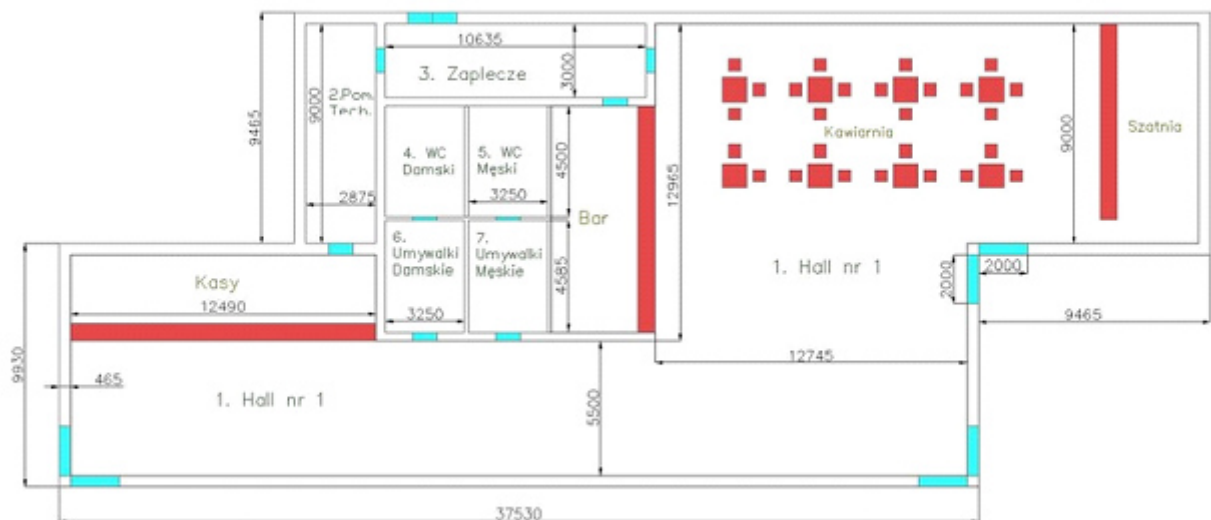 10635
3. Zaplecze
3000
2.Pom.
Tech.
9000
9465
2875
4. WC
Damski
5. WC
Męski
3250
4500
Bar
12965
Kawiarnia
9000
Szatnia
6.
Umywalki
Damskie
7.
Umywalki
Męskie
4585
3250
1. Hall nr 1
2000
2000
9465
Kasy
12490
12745
9930
465
1. Hall nr 1
5500
37530